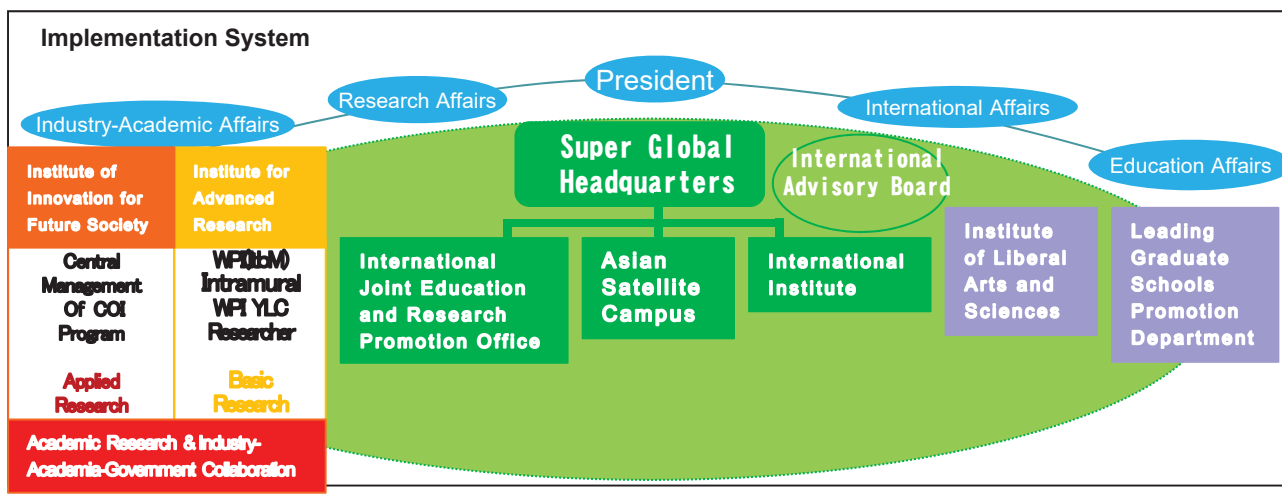 Implementation System
President
Research Affairs
International Affairs
Industry-Academic Affairs
Education Affairs
Super Global
Headquarters
International
Advisory Board
Institute of
Innovation for
Future Society
Institute for
Advanced
Research
Central
Management
Of COI
Program
WPI(ItbM)
Intramural
WPI YLC
Researcher
Applied
Research
Basic
Research
Academic Research & Industry-
Academia-Government Collaboration
International
Joint Education
and Research
Promotion Office
Asian
Satellite
Campus
International
Institute
Institute
of Liberal
Arts and
Sciences
Leading
Graduate
Schools
Promotion
Department